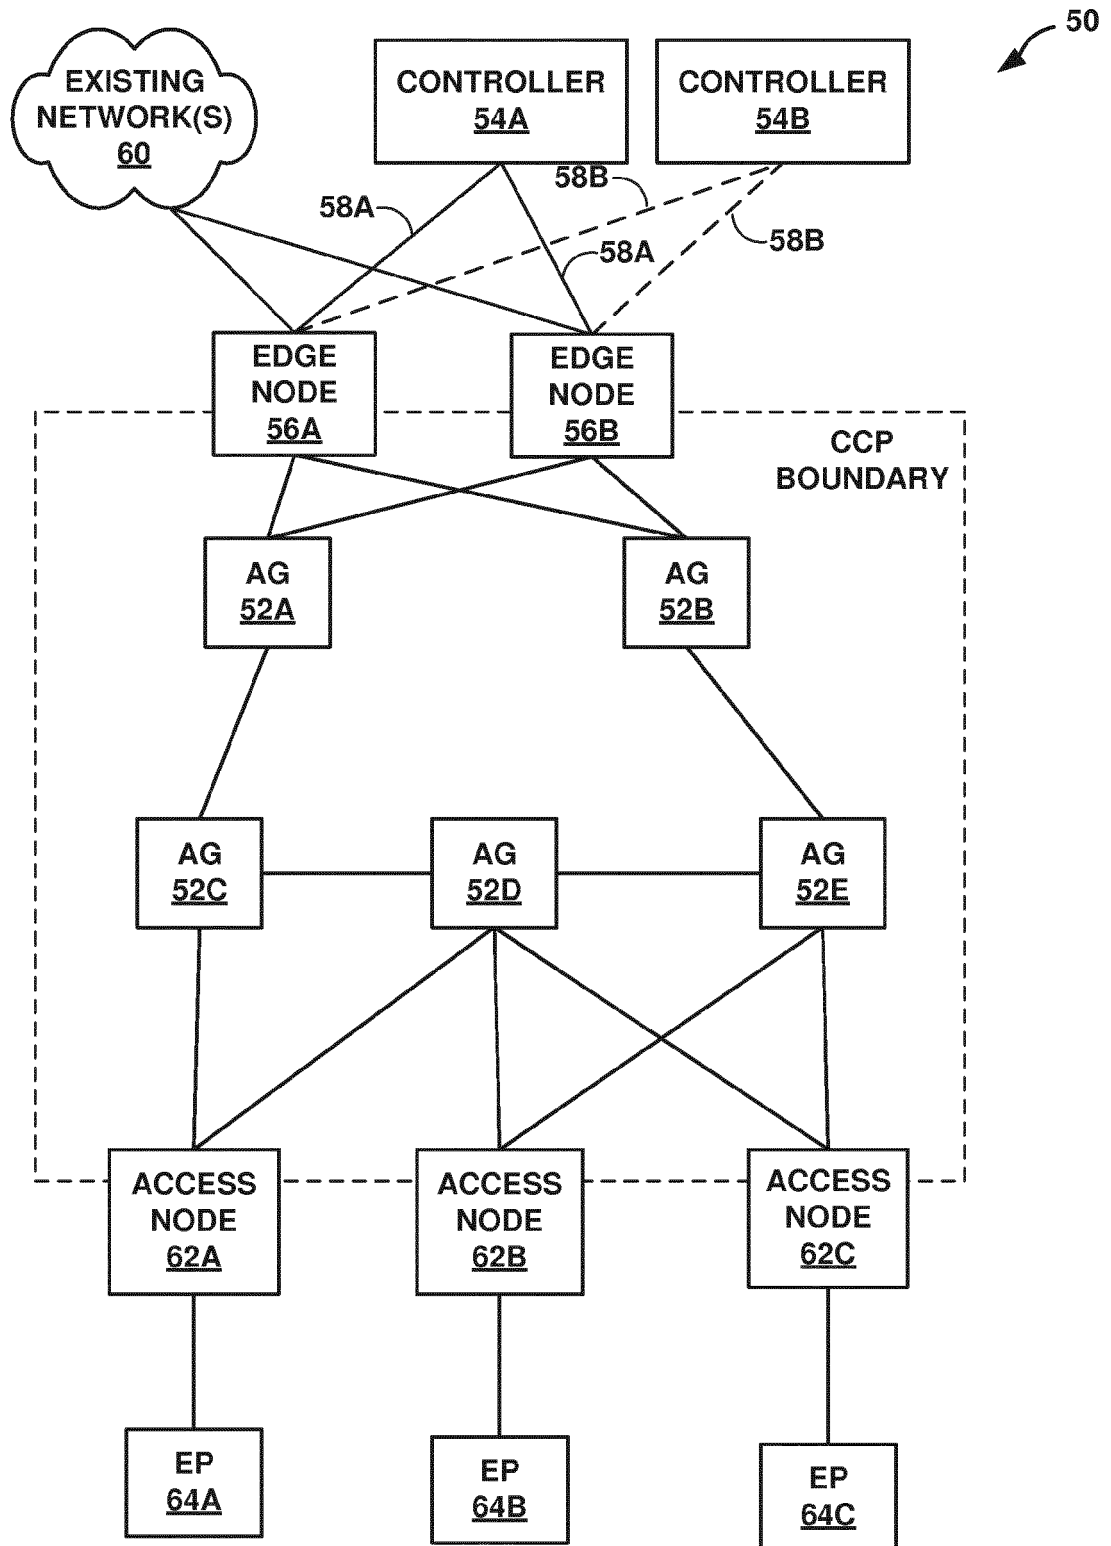 50
EXISTING
NETWORK(S)
60
CONTROLLER
54A
CONTROLLER
54B
58A
58B
58A
58B
EDGE
NODE
56A
EDGE
NODE
56B
CCP
BOUNDARY
AG
52A
AG
52B
AG
52C
AG
52D
AG
52E
ACCESS
NODE
62A
ACCESS
NODE
62B
ACCESS
NODE
62C
EP
64A
EP
64B
EP
64C